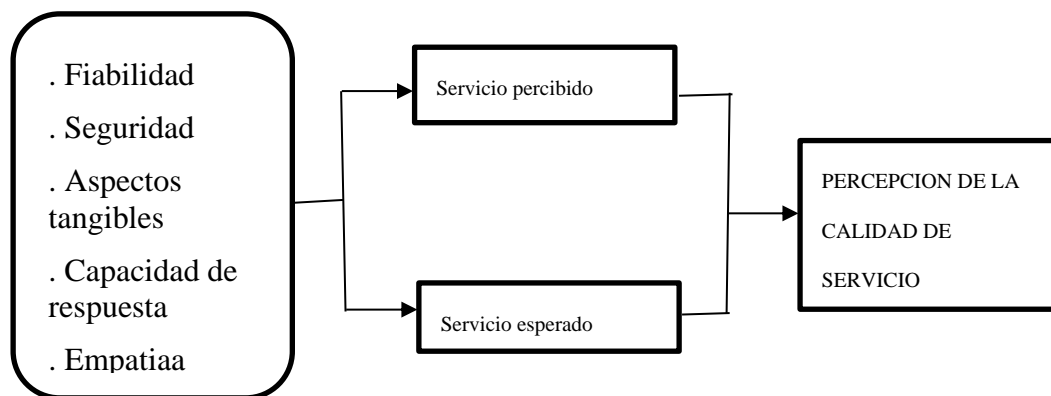 . Fiabilidad
. Seguridad
. Aspectos
tangibles
. Capacidad de
respuesta
. Empatiaa
Servicio percibido
Servicio esperado
PERCEPCION DE LA
CALIDAD DE
SERVICIO